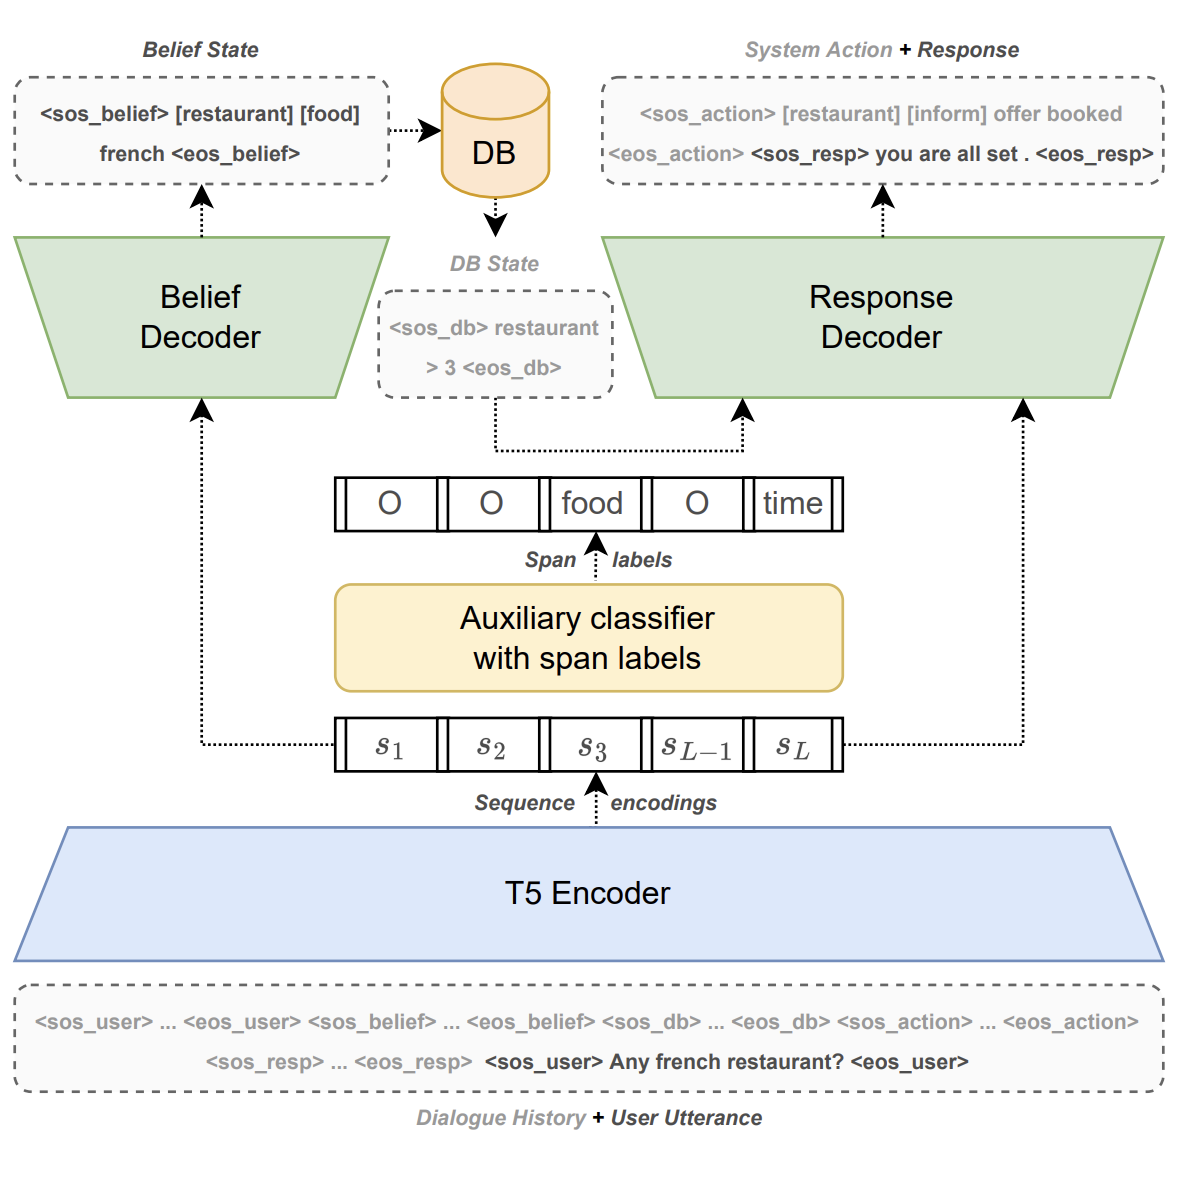 Belief State
<sos_belief> [restaurant] [food]
french <eos_belief>
DB
System Action + Response
<sos_action> [restaurant] [inform] offer booked
<eos_action> <sos_resp> you are all set . <eos_resp>
Belief
Decoder
DB State
<sos_db> restaurant
> 3 <eos_db>
Response
Decoder
O O food O time
Span labels
Auxiliary classifier
with span labels
s₁ s₂ s₃ s_{L−1} s_L
Sequence encodings
T5 Encoder
<sos_user> ... <eos_user> <sos_belief> ... <eos_belief> <sos_db> ... <eos_db> <sos_action> ... <eos_action>
<sos_resp> ... <eos_resp> <sos_user> Any french restaurant? <eos_user>
Dialogue History + User Utterance